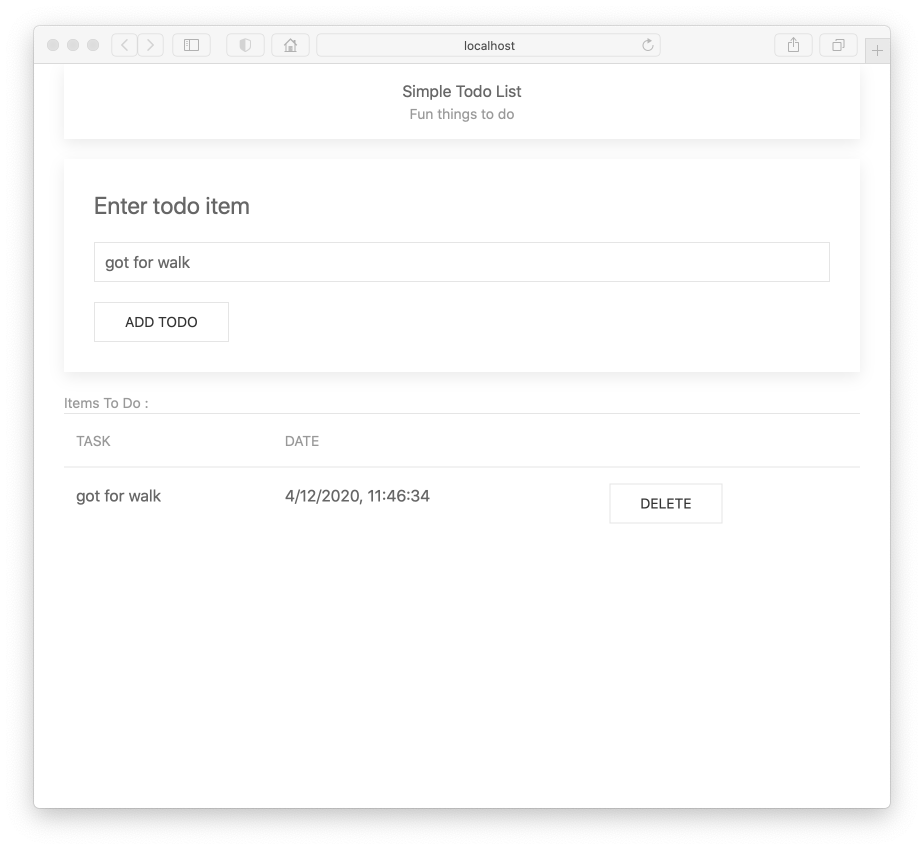 localhost
Simple Todo List
Fun things to do
Enter todo item
got for walk
ADD TODO
Items To Do :
TASK DATE
got for walk 4/12/2020, 11:46:34 DELETE